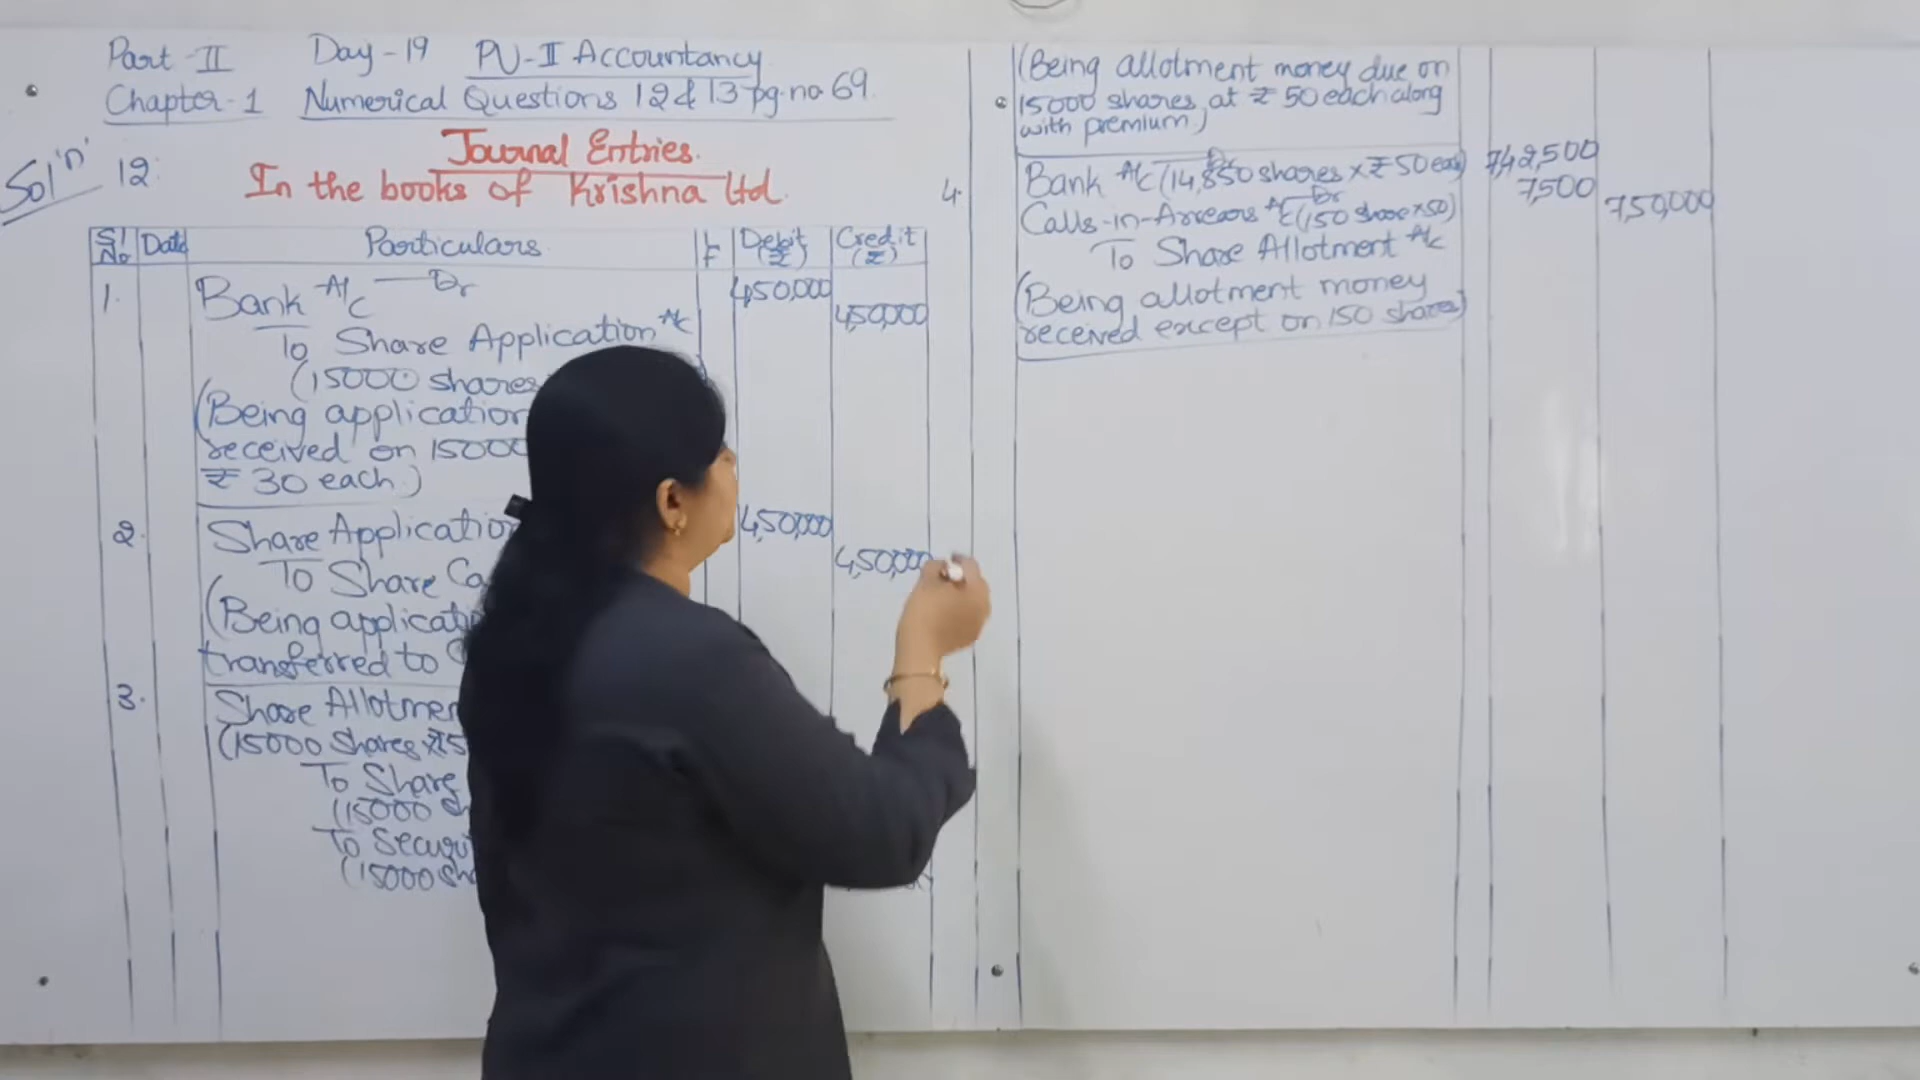 Part-II Day-19 PU-II Accountancy
Chapter-1 Numerical Questions 12 & 13 pg.no 69.
Sol'n' 12.
Journal Entries.
In the books of Krishna Ltd.
Sl No Date Particulars LF Debit (₹) Credit (₹)
1. Bank A/c Dr 4,50,000
To Share Application A/c 4,50,000
(15000 shares
(Being application
received on 15000
₹ 30 each.)
2. Share Application 4,50,000
To Share Ca 4,50,000
(Being applicati
transferred to
3. Share Allotmen
(15000 Shares x ₹5
To Share
(15000 sh
To Securit
(15000 sha
(Being allotment money due on
15000 shares at ₹ 50 each along
with premium)
4. Bank A/c (14,850 shares x ₹ 50 each) Dr 7,42,500
Calls-in-Arrears A/c (150 share x 50) Dr 7,500
To Share Allotment A/c 7,50,000
(Being allotment money
received except on 150 shares)